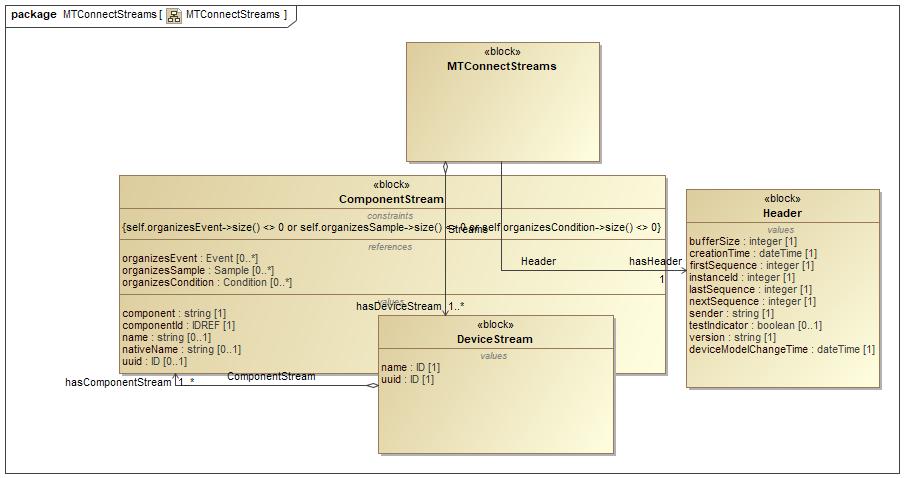 package MTConnectStreams [ MTConnectStreams ]
«block»
MTConnectStreams
«block»
ComponentStream
constraints
{self.organizesEvent->size() <> 0 or self.organizesSample->size() <> 0 or self.organizesCondition->size() <> 0}
Streams
references
organizesEvent : Event [0..*]
organizesSample : Sample [0..*]
organizesCondition : Condition [0..*]
values
component : string [1]
componentId : IDREF [1]
name : string [0..1]
nativeName : string [0..1]
uuid : ID [0..1]
«block»
Header
values
bufferSize : integer [1]
creationTime : dateTime [1]
firstSequence : integer [1]
instanceId : integer [1]
lastSequence : integer [1]
nextSequence : integer [1]
sender : string [1]
testIndicator : boolean [0..1]
version : string [1]
deviceModelChangeTime : dateTime [1]
Header
hasHeader
1
hasDeviceStream 1..*
«block»
DeviceStream
values
name : ID [1]
uuid : ID [1]
ComponentStream
hasComponentStream 1..*